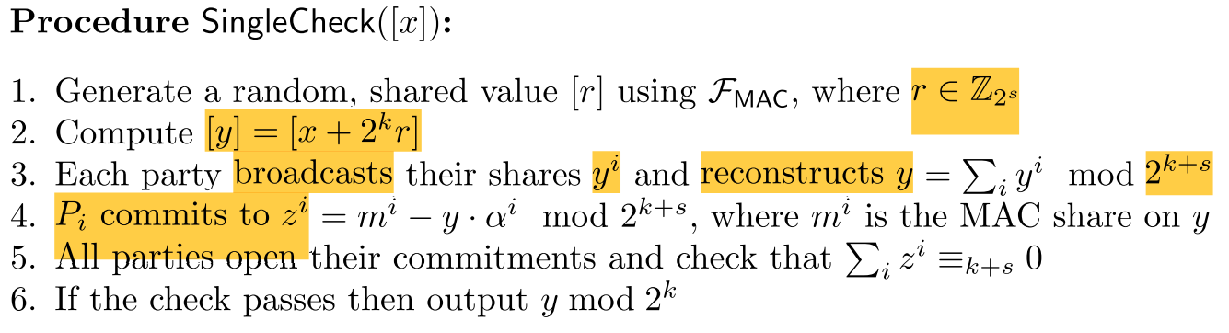 Procedure SingleCheck([x]):
1. Generate a random, shared value [r] using 𝓕_MAC, where r ∈ ℤ_{2^s}
2. Compute [y] = [x + 2^k r]
3. Each party broadcasts their shares y^i and reconstructs y = ∑_i y^i mod 2^{k+s}
4. P_i commits to z^i = m^i − y · α^i mod 2^{k+s}, where m^i is the MAC share on y
5. All parties open their commitments and check that ∑_i z^i ≡_{k+s} 0
6. If the check passes then output y mod 2^k